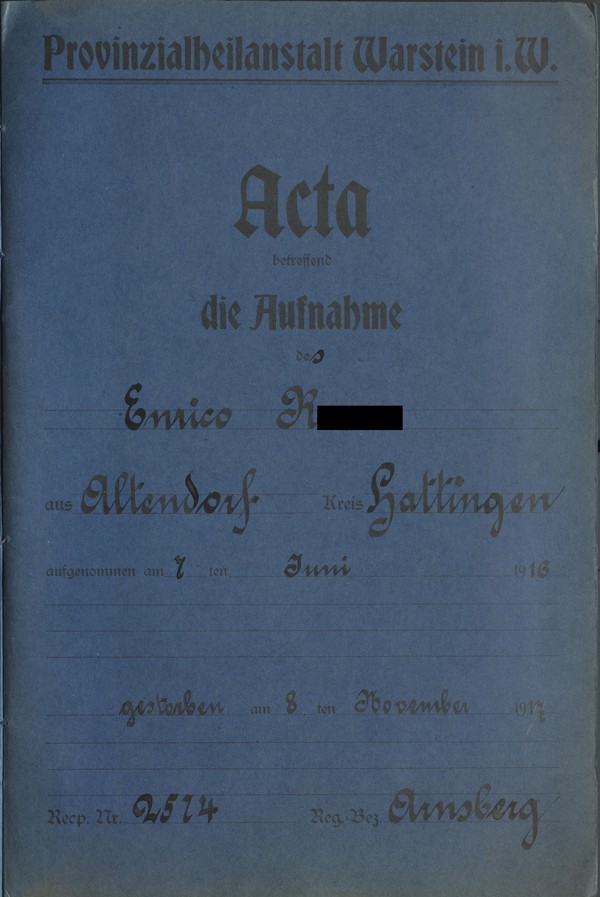 Provinzialheilanstalt Warstein i. W.
Acta
betreffend
die Aufnahme
des
Enrico R
aus Altendorf Kreis Hattingen
aufgenommen am 7 ten Juni 1916
gestorben am 8 ten November 1917
Recp. Nr. 2574 Reg. Bez. Arnsberg